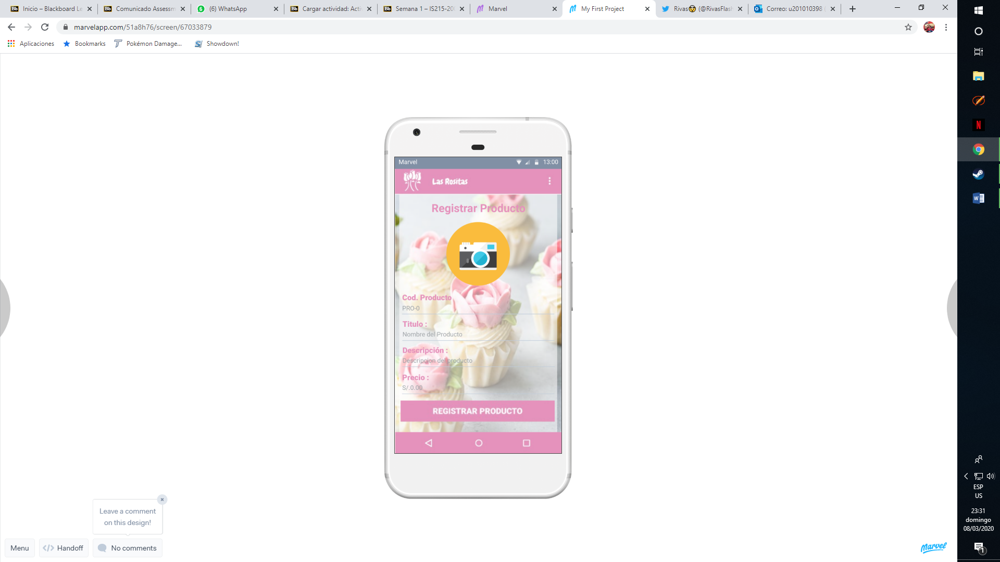 Inicio – Blackboard Le
Comunicado Assessm
(6) WhatsApp
Cargar actividad: Acti
Semana 1 – IS215-200
Marvel
My First Project
Rivas (@RivasFlash
Correo: u201010398 (
marvelapp.com/51a8h76/screen/67033879
Aplicaciones
Bookmarks
Pokémon Damage...
Showdown!
Marvel
13:00
Las Rositas
Registrar Producto
Cod. Producto
PRO-0
Titulo :
Nombre del Producto
Descripción :
Descripcion del producto
Precio :
S/.0.00
REGISTRAR PRODUCTO
Leave a comment
on this design!
Menu
Handoff
No comments
Marvel
ESP
US
23:31
domingo
08/03/2020
1